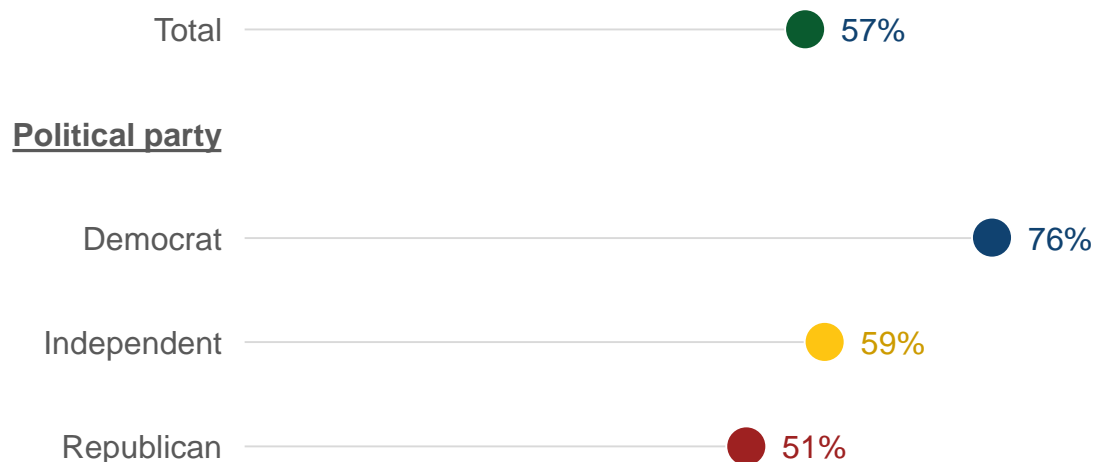 Total 57%
Political party
Democrat 76%
Independent 59%
Republican 51%